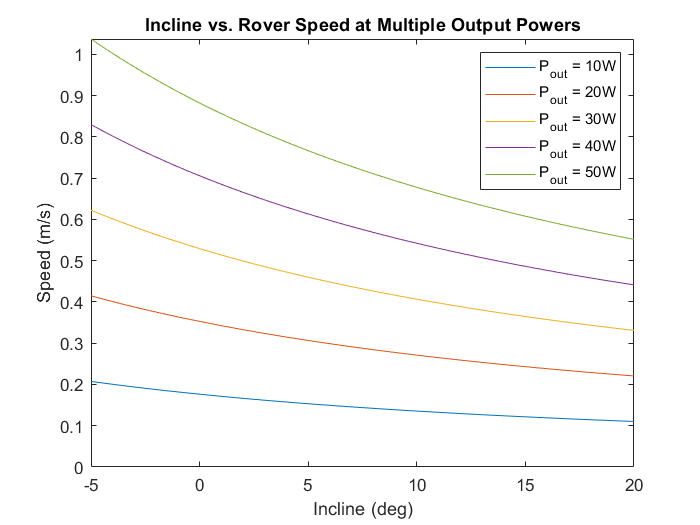 Incline vs. Rover Speed at Multiple Output Powers
1
0.9
0.8
0.7
0.6
0.5
0.4
0.3
0.2
0.1
0
Speed (m/s)
-5 0 5 10 15 20
Incline (deg)
P_out = 10W
P_out = 20W
P_out = 30W
P_out = 40W
P_out = 50W